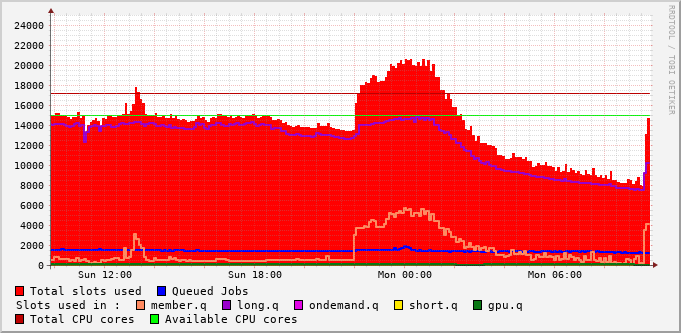 24000
22000
20000
18000
16000
14000
12000
10000
8000
6000
4000
2000
0
Sun 12:00 Sun 18:00 Mon 00:00 Mon 06:00
Total slots used Queued Jobs
Slots used in : member.q long.q ondemand.q short.q gpu.q
Total CPU cores Available CPU cores
RRDTOOL / TOBI OETIKER